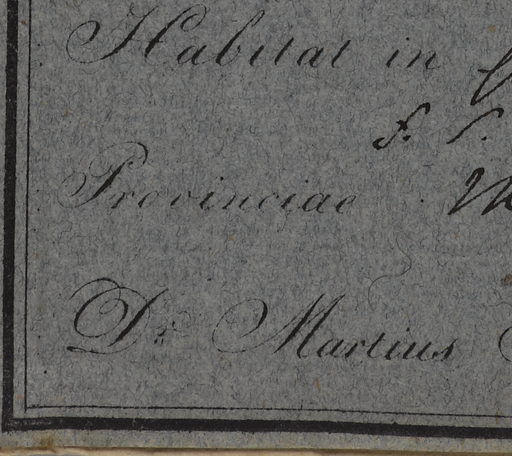 Habitat in
Provinciae
Dr. Martius